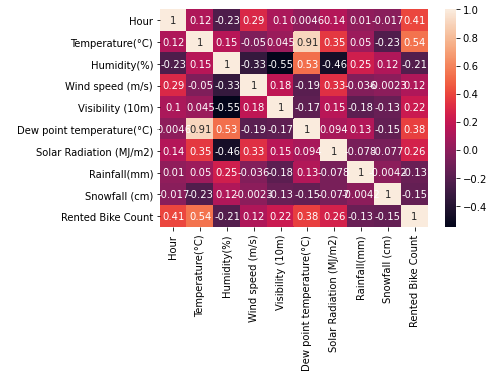 Hour 1 0.12 -0.23 0.29 0.1 0.0046 0.14 0.01 -0.017 0.41
Temperature(°C) 0.12 1 0.15 -0.05 0.045 0.91 0.35 0.05 -0.23 0.54
Humidity(%) -0.23 0.15 1 -0.33 -0.55 0.53 -0.46 0.25 0.12 -0.21
Wind speed (m/s) 0.29 -0.05 -0.33 1 0.18 -0.19 0.33 -0.036 0.0023 0.12
Visibility (10m) 0.1 0.045 -0.55 0.18 1 -0.17 0.15 -0.18 -0.13 0.22
Dew point temperature(°C) 0.91 0.53 -0.19 -0.17 1 0.094 0.13 -0.15 0.38
Solar Radiation (MJ/m2) 0.14 0.35 -0.46 0.33 0.15 0.094 1 -0.078 -0.077 0.26
Rainfall(mm) 0.01 0.05 0.25 -0.036 -0.18 0.13 -0.078 1 0.0042 -0.13
Snowfall (cm) -0.017 -0.23 0.12 -0.13 -0.15 -0.077 1 -0.15
Rented Bike Count 0.41 0.54 -0.21 0.12 0.22 0.38 0.26 -0.13 -0.15 1
Hour
Temperature(°C)
Humidity(%)
Wind speed (m/s)
Visibility (10m)
Dew point temperature(°C)
Solar Radiation (MJ/m2)
Rainfall(mm)
Snowfall (cm)
Rented Bike Count
1.0
0.8
0.6
0.4
0.2
0.0
−0.2
−0.4